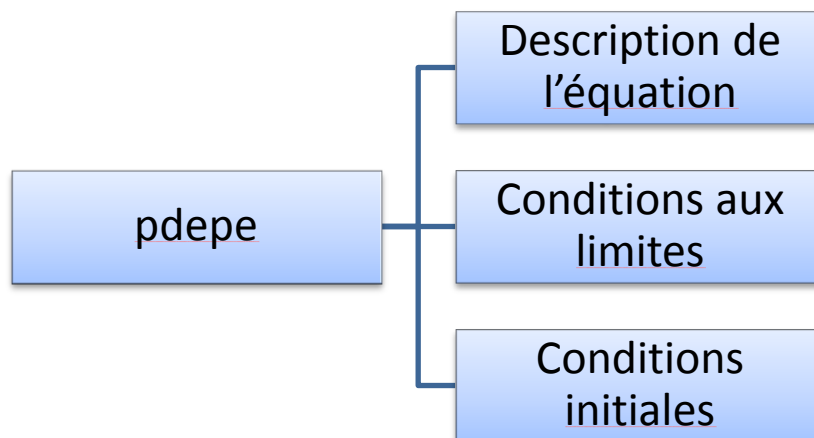 Description de
l’équation
pdepe
Conditions aux
limites
Conditions
initiales